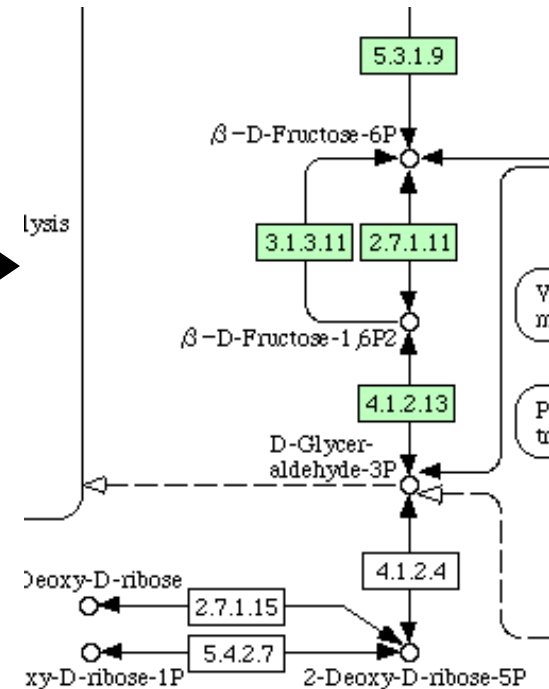 5.3.1.9
β-D-Fructose-6P
lysis
3.1.3.11
2.7.1.11
V
m
β-D-Fructose-1,6P2
4.1.2.13
P
tr
D-Glycer-
aldehyde-3P
4.1.2.4
Deoxy-D-ribose
2.7.1.15
5.4.2.7
xy-D-ribose-1P
2-Deoxy-D-ribose-5P